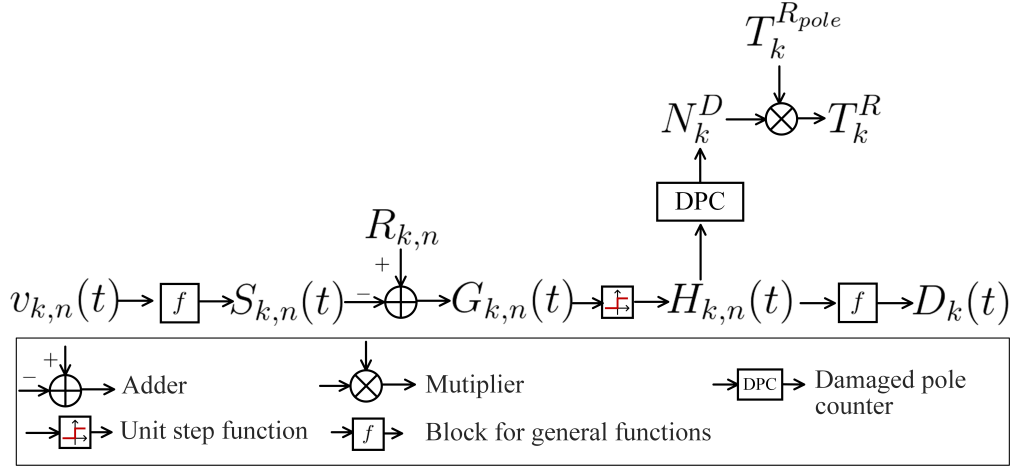 T_k^{R_{pole}}
N_k^D T_k^R
DPC
R_{k,n}
+
v_{k,n}(t) f S_{k,n}(t) − G_{k,n}(t) H_{k,n}(t) f D_k(t)
+
− Adder
Mutiplier
DPC Damaged pole
counter
Unit step function
f Block for general functions